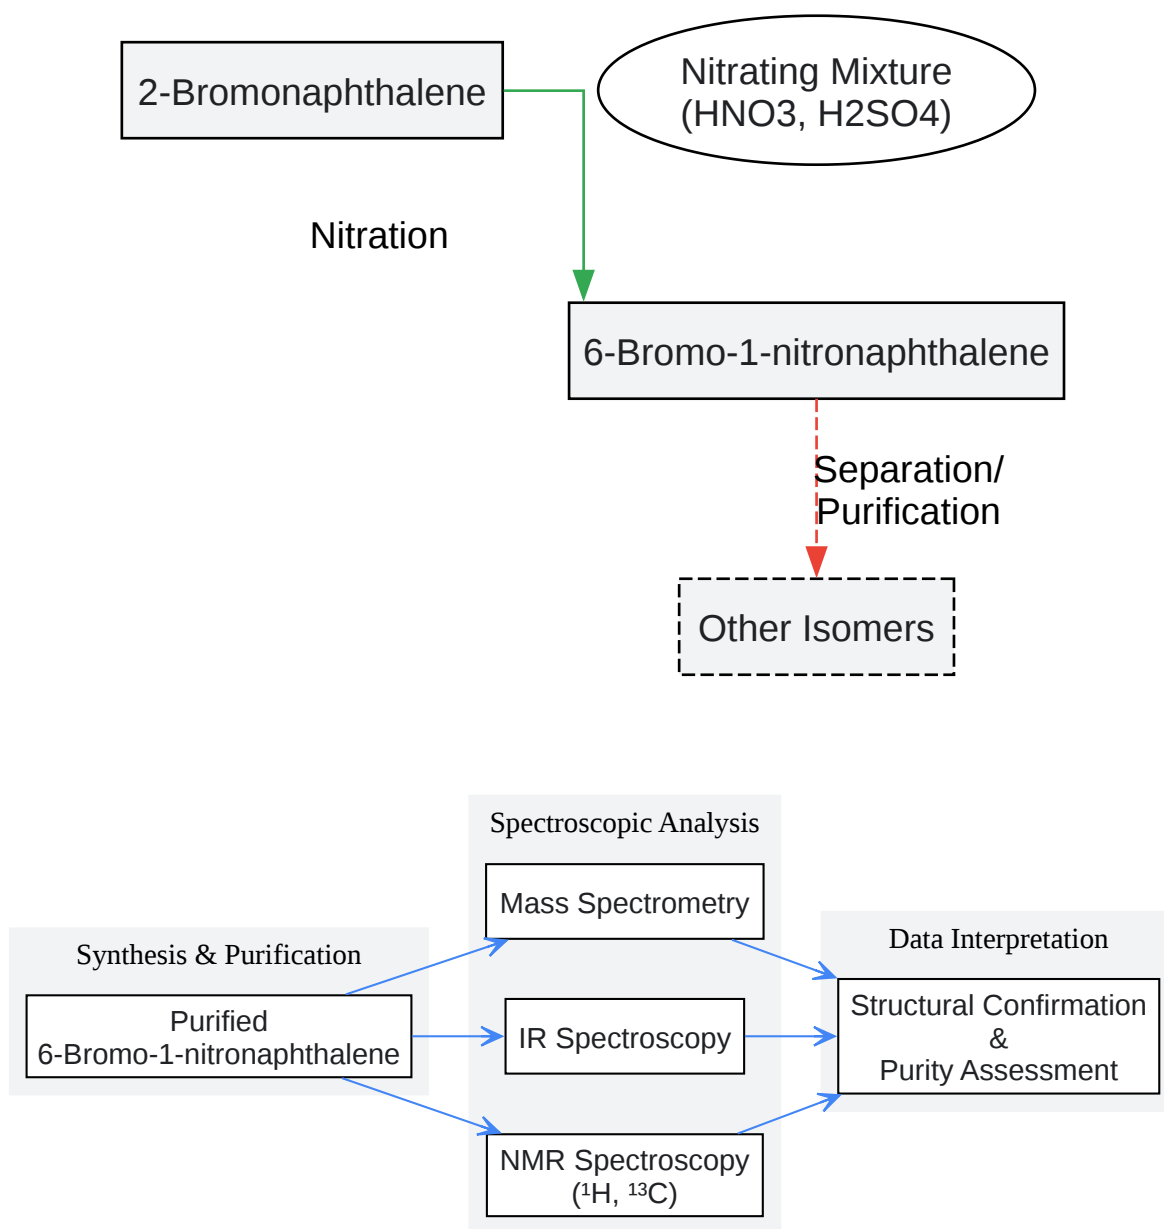 2-Bromonaphthalene
Nitrating Mixture
(HNO3, H2SO4)
Nitration
6-Bromo-1-nitronaphthalene
Separation/
Purification
Other Isomers
Spectroscopic Analysis
Mass Spectrometry
Synthesis & Purification
Data Interpretation
Purified
6-Bromo-1-nitronaphthalene
IR Spectroscopy
Structural Confirmation
&
Purity Assessment
NMR Spectroscopy
(¹H, ¹³C)